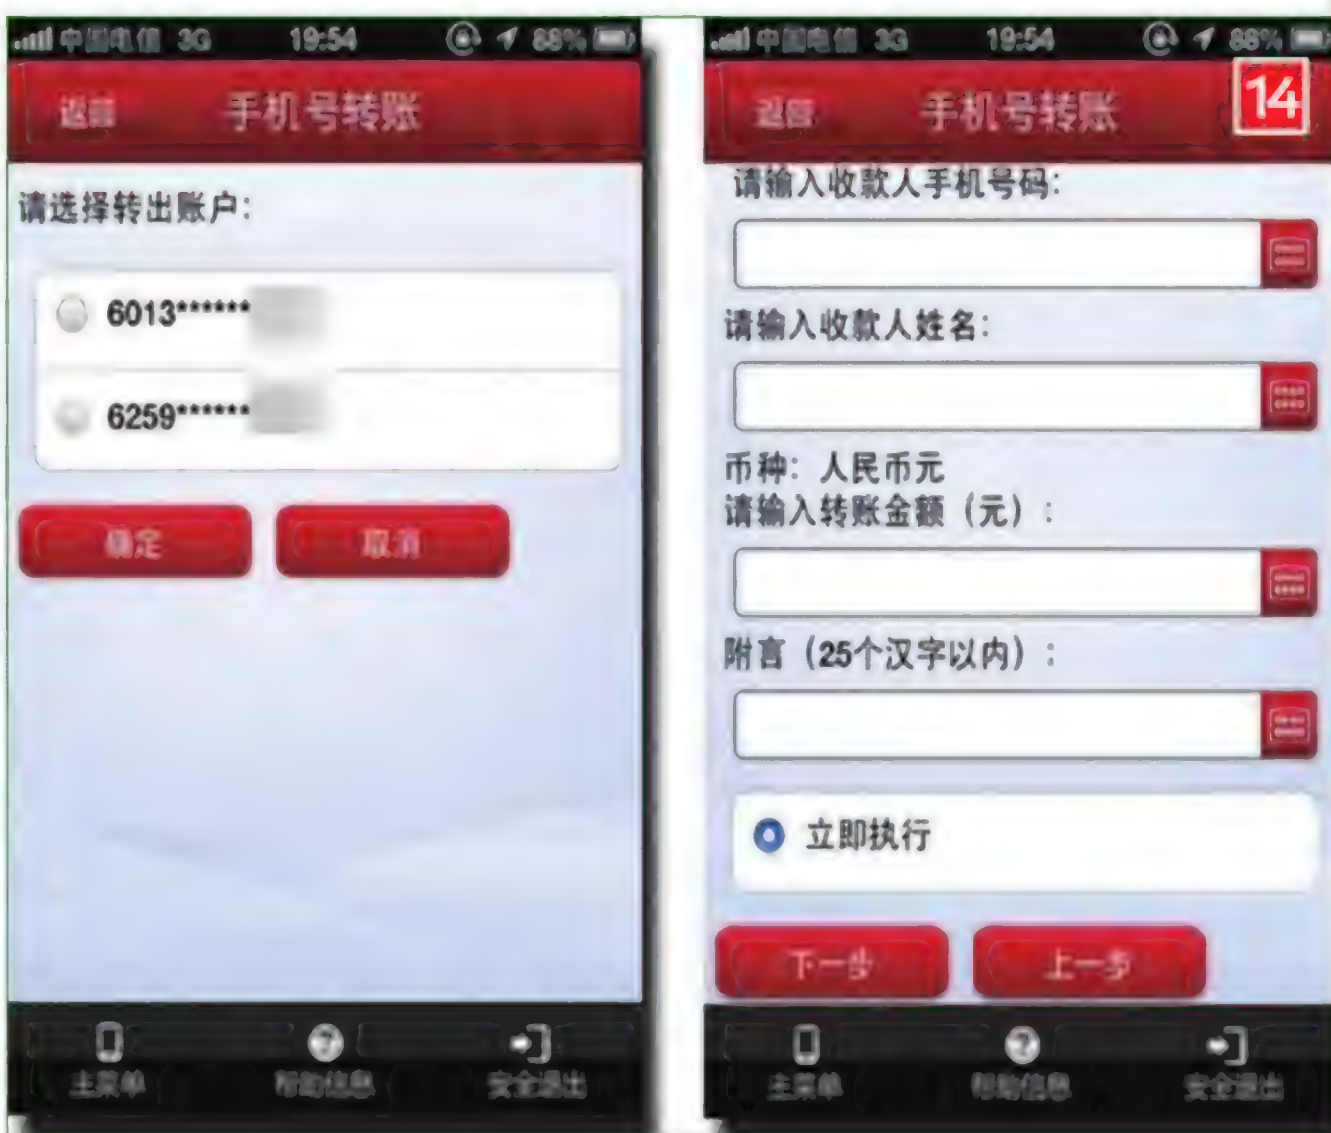 中国电信 3G 19:54 88%
返回 手机号转账
请选择转出账户：
6013******
6259******
确定 取消
主菜单 帮助信息 安全退出
中国电信 3G 19:54 88%
返回 手机号转账 14
请输入收款人手机号码：
请输入收款人姓名：
币种：人民币元
请输入转账金额（元）：
附言（25个汉字以内）：
立即执行
下一步 上一步
主菜单 帮助信息 安全退出